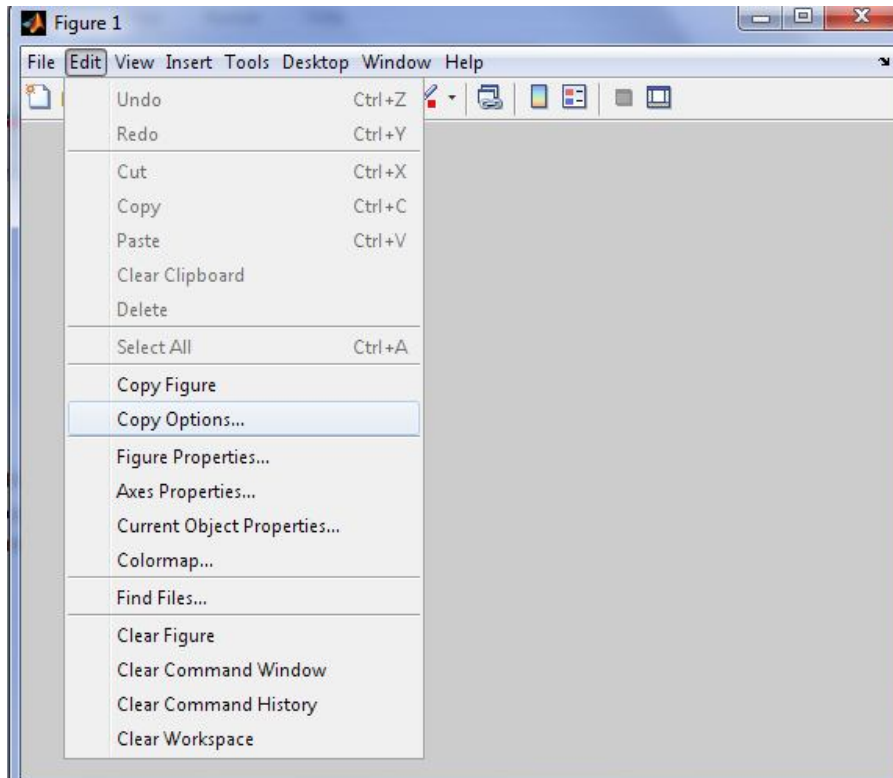 Figure 1
File Edit View Insert Tools Desktop Window Help
Undo Ctrl+Z
Redo Ctrl+Y
Cut Ctrl+X
Copy Ctrl+C
Paste Ctrl+V
Clear Clipboard
Delete
Select All Ctrl+A
Copy Figure
Copy Options...
Figure Properties...
Axes Properties...
Current Object Properties...
Colormap...
Find Files...
Clear Figure
Clear Command Window
Clear Command History
Clear Workspace